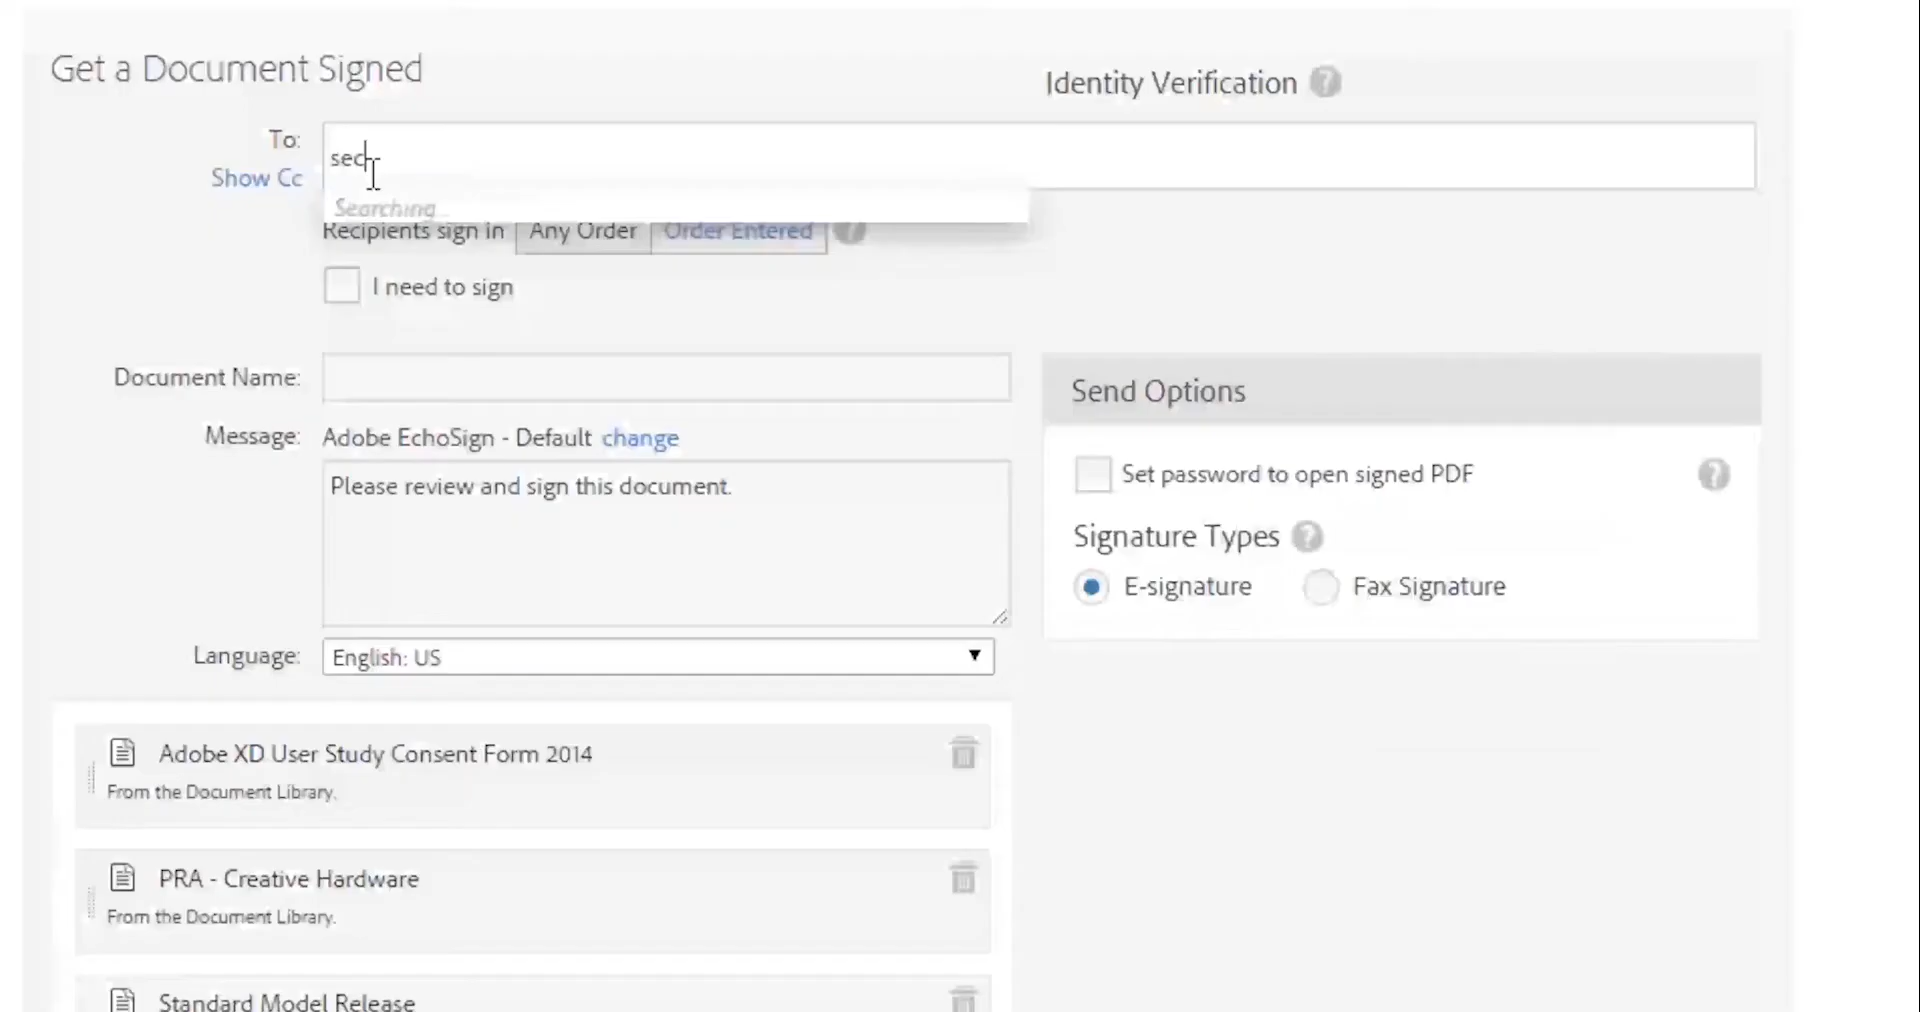 Get a Document Signed
Identity Verification ?
To:
sec
Show Cc
Searching...
Recipients sign in Any Order Order Entered ?
I need to sign
Document Name:
Message: Adobe EchoSign - Default change
Please review and sign this document.
Language: English: US
Send Options
Set password to open signed PDF ?
Signature Types ?
E-signature Fax Signature
Adobe XD User Study Consent Form 2014
From the Document Library.
PRA - Creative Hardware
From the Document Library.
Standard Model Release